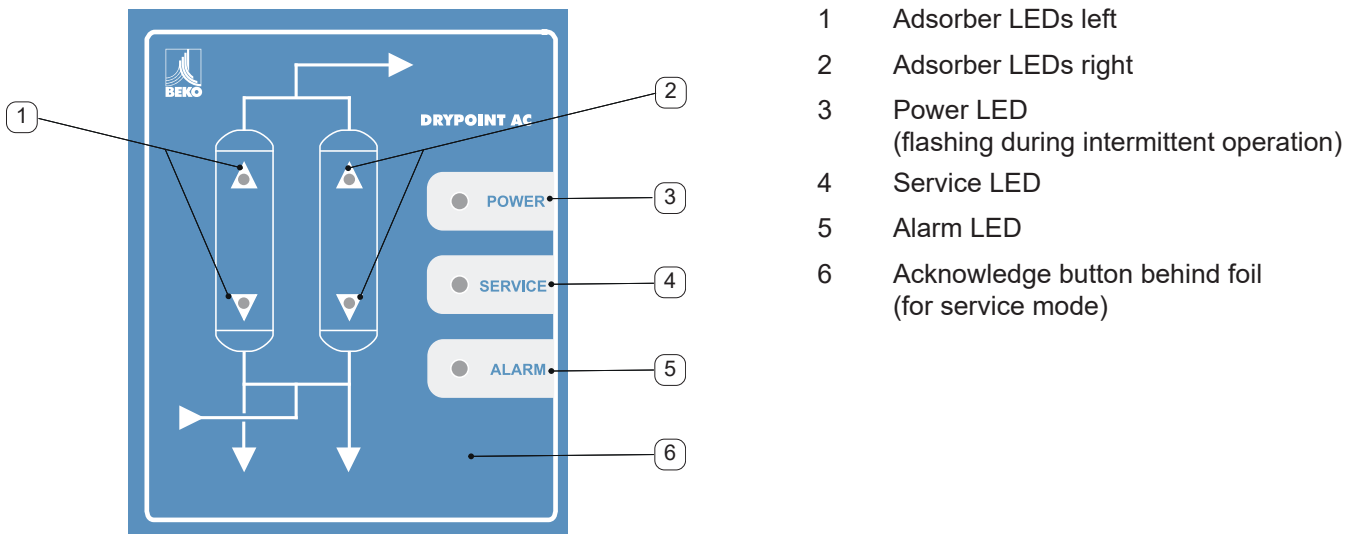 BEKO
DRYPOINT AC
1
2
POWER
3
SERVICE
4
ALARM
5
6
1 Adsorber LEDs left
2 Adsorber LEDs right
3 Power LED
(flashing during intermittent operation)
4 Service LED
5 Alarm LED
6 Acknowledge button behind foil
(for service mode)